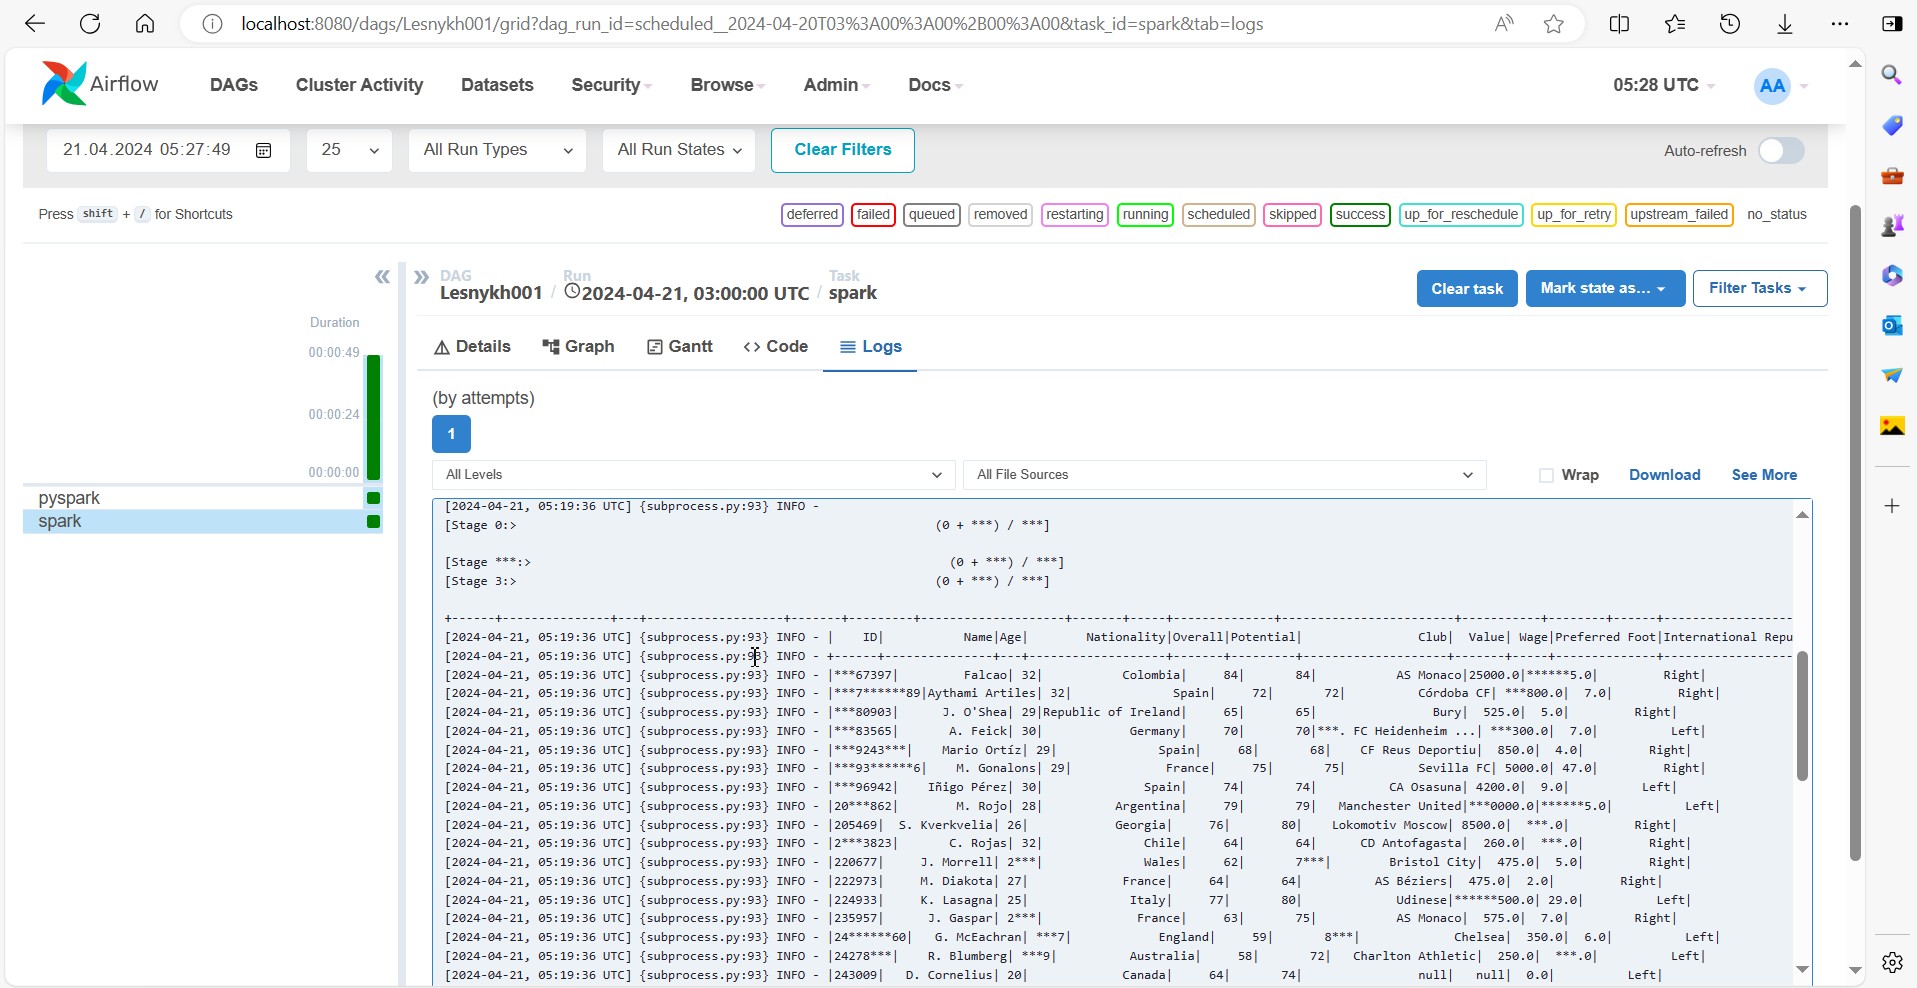 localhost:8080/dags/Lesnykh001/grid?dag_run_id=scheduled__2024-04-20T03%3A00%3A00%2B00%3A00&task_id=spark&tab=logs
Airflow DAGs Cluster Activity Datasets Security Browse Admin Docs 05:28 UTC AA
21.04.2024 05:27:49 25 All Run Types All Run States Clear Filters Auto-refresh
Press shift + / for Shortcuts deferred failed queued removed restarting running scheduled skipped success up_for_reschedule up_for_retry upstream_failed no_status
DAG Run Task
Lesnykh001 / 2024-04-21, 03:00:00 UTC / spark Clear task Mark state as... Filter Tasks
Duration
00:00:49
00:00:24
00:00:00
pyspark
spark
Details Graph Gantt Code Logs
(by attempts)
1
All Levels All File Sources Wrap Download See More
[2024-04-21, 05:19:36 UTC] {subprocess.py:93} INFO -
[Stage 0:> (0 + ***) / ***]
[Stage ***:> (0 + ***) / ***]
[Stage 3:> (0 + ***) / ***]
+------+---------------+---+--------------------+-------+---------+--------------------+-------+-----+--------------+------------------------+-----------+--------+-----+-----------------
[2024-04-21, 05:19:36 UTC] {subprocess.py:93} INFO - | ID| Name|Age| Nationality|Overall|Potential| Club| Value| Wage|Preferred Foot|International Repu
[2024-04-21, 05:19:36 UTC] {subprocess.py:93} INFO - +------+---------------+---+-------------------+-------+---------+--------------------+-------+-----+--------------+-----------------
[2024-04-21, 05:19:36 UTC] {subprocess.py:93} INFO - |***67397| Falcao| 32| Colombia| 84| 84| AS Monaco|25000.0|******5.0| Right|
[2024-04-21, 05:19:36 UTC] {subprocess.py:93} INFO - |***7******89|Aythami Artiles| 32| Spain| 72| 72| Córdoba CF| ***800.0| 7.0| Right|
[2024-04-21, 05:19:36 UTC] {subprocess.py:93} INFO - |***80903| J. O'Shea| 29|Republic of Ireland| 65| 65| Bury| 525.0| 5.0| Right|
[2024-04-21, 05:19:36 UTC] {subprocess.py:93} INFO - |***83565| A. Feick| 30| Germany| 70| 70|***. FC Heidenheim ...| ***300.0| 7.0| Left|
[2024-04-21, 05:19:36 UTC] {subprocess.py:93} INFO - |***9243***| Mario Ortíz| 29| Spain| 68| 68| CF Reus Deportiu| 850.0| 4.0| Right|
[2024-04-21, 05:19:36 UTC] {subprocess.py:93} INFO - |***93******6| M. Gonalons| 29| France| 75| 75| Sevilla FC| 5000.0| 47.0| Right|
[2024-04-21, 05:19:36 UTC] {subprocess.py:93} INFO - |***96942| Iñigo Pérez| 30| Spain| 74| 74| CA Osasuna| 4200.0| 9.0| Left|
[2024-04-21, 05:19:36 UTC] {subprocess.py:93} INFO - |20***862| M. Rojo| 28| Argentina| 79| 79| Manchester United|***0000.0|******5.0| Left|
[2024-04-21, 05:19:36 UTC] {subprocess.py:93} INFO - |205469| S. Kverkvelia| 26| Georgia| 76| 80| Lokomotiv Moscow| 8500.0| ***.0| Right|
[2024-04-21, 05:19:36 UTC] {subprocess.py:93} INFO - |2***3823| C. Rojas| 32| Chile| 64| 64| CD Antofagasta| 260.0| ***.0| Right|
[2024-04-21, 05:19:36 UTC] {subprocess.py:93} INFO - |220677| J. Morrell| 2***| Wales| 62| 7***| Bristol City| 475.0| 5.0| Right|
[2024-04-21, 05:19:36 UTC] {subprocess.py:93} INFO - |222973| M. Diakota| 27| France| 64| 64| AS Béziers| 475.0| 2.0| Right|
[2024-04-21, 05:19:36 UTC] {subprocess.py:93} INFO - |224933| K. Lasagna| 25| Italy| 77| 80| Udinese|******500.0| 29.0| Left|
[2024-04-21, 05:19:36 UTC] {subprocess.py:93} INFO - |235957| J. Gaspar| 2***| France| 63| 75| AS Monaco| 575.0| 7.0| Right|
[2024-04-21, 05:19:36 UTC] {subprocess.py:93} INFO - |24******60| G. McEachran| ***7| England| 59| 8***| Chelsea| 350.0| 6.0| Left|
[2024-04-21, 05:19:36 UTC] {subprocess.py:93} INFO - |24278***| R. Blumberg| ***9| Australia| 58| 72| Charlton Athletic| 250.0| ***.0| Left|
[2024-04-21, 05:19:36 UTC] {subprocess.py:93} INFO - |243009| D. Cornelius| 20| Canada| 64| 74| null| null| 0.0| Left|